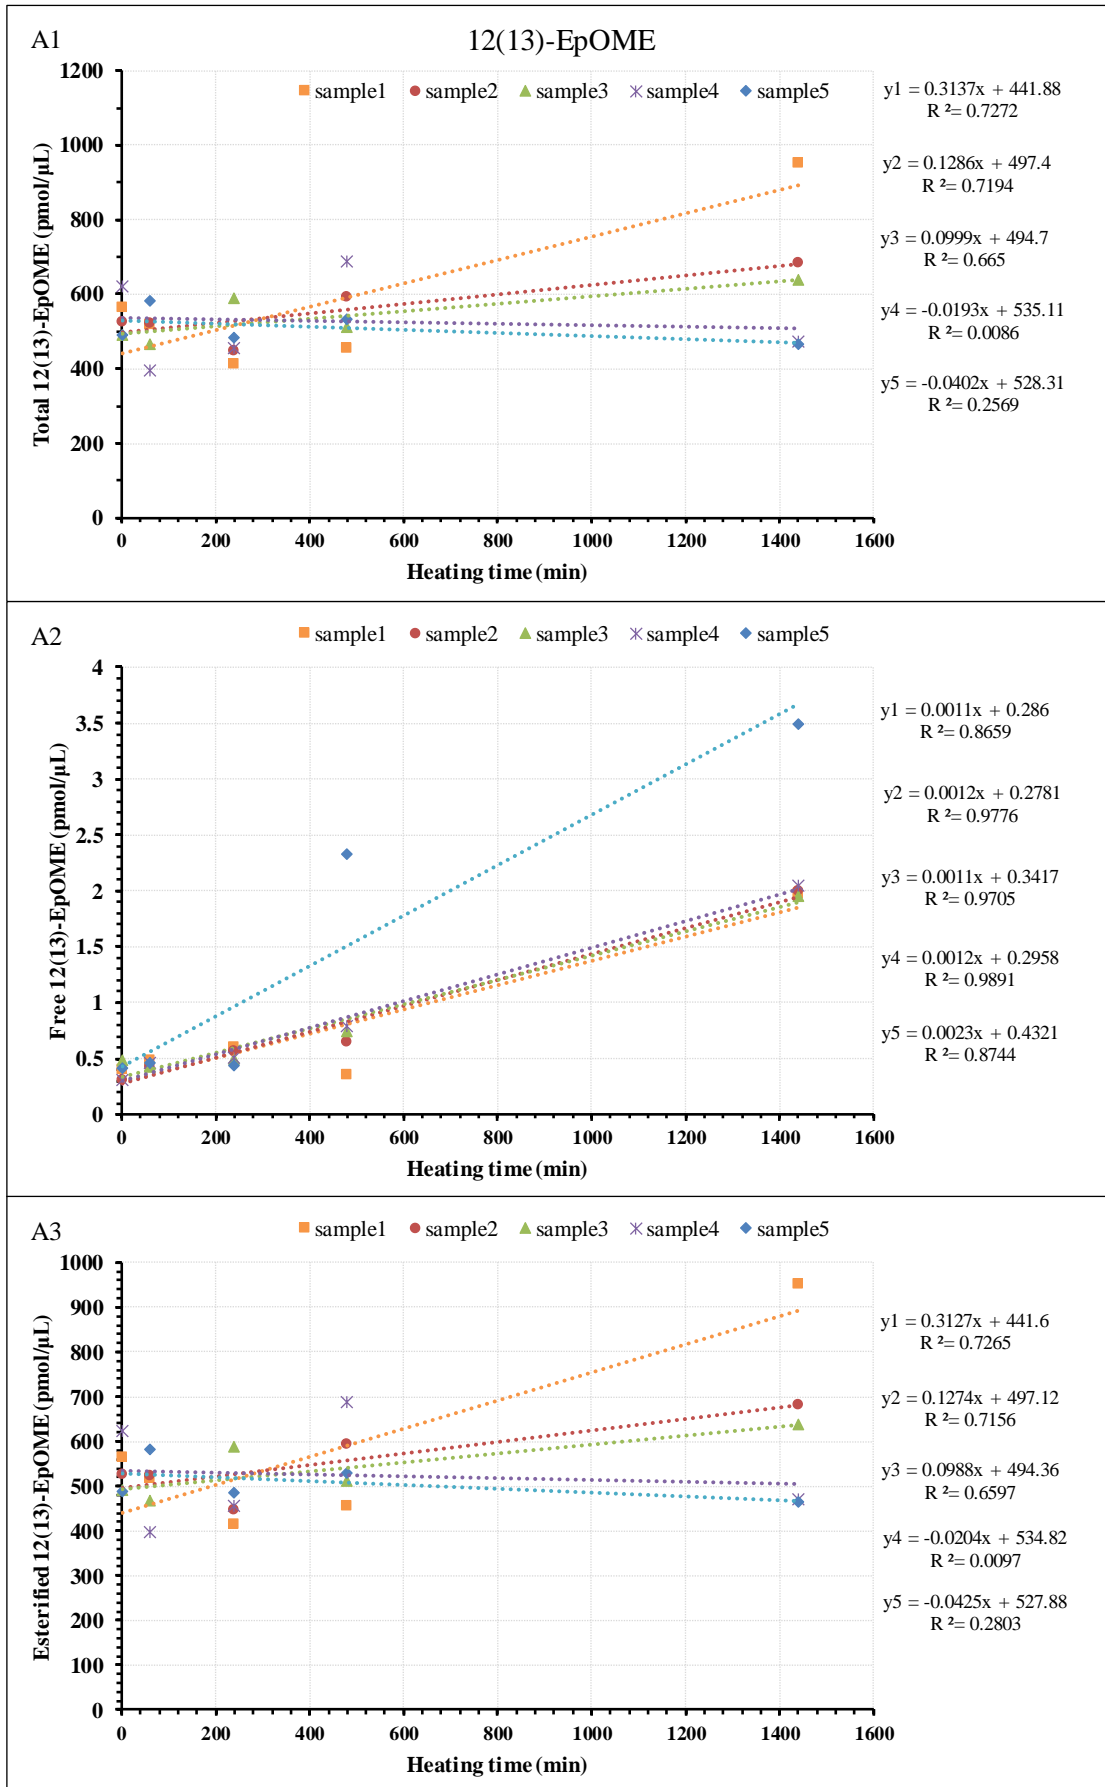 A1
12(13)-EpOME
sample1 sample2 sample3 sample4 sample5
1200
1000
800
600
400
200
0
Total 12(13)-EpOME (pmol/µL)
0 200 400 600 800 1000 1200 1400 1600
Heating time (min)
y1 = 0.3137x + 441.88
R ²= 0.7272
y2 = 0.1286x + 497.4
R ²= 0.7194
y3 = 0.0999x + 494.7
R ²= 0.665
y4 = -0.0193x + 535.11
R ²= 0.0086
y5 = -0.0402x + 528.31
R ²= 0.2569
A2
sample1 sample2 sample3 sample4 sample5
4
3.5
3
2.5
2
1.5
1
0.5
0
Free 12(13)-EpOME (pmol/µL)
0 200 400 600 800 1000 1200 1400 1600
Heating time (min)
y1 = 0.0011x + 0.286
R ²= 0.8659
y2 = 0.0012x + 0.2781
R ²= 0.9776
y3 = 0.0011x + 0.3417
R ²= 0.9705
y4 = 0.0012x + 0.2958
R ²= 0.9891
y5 = 0.0023x + 0.4321
R ²= 0.8744
A3
sample1 sample2 sample3 sample4 sample5
1000
900
800
700
600
500
400
300
200
100
0
Esterified 12(13)-EpOME (pmol/µL)
0 200 400 600 800 1000 1200 1400 1600
Heating time (min)
y1 = 0.3127x + 441.6
R ²= 0.7265
y2 = 0.1274x + 497.12
R ²= 0.7156
y3 = 0.0988x + 494.36
R ²= 0.6597
y4 = -0.0204x + 534.82
R ²= 0.0097
y5 = -0.0425x + 527.88
R ²= 0.2803